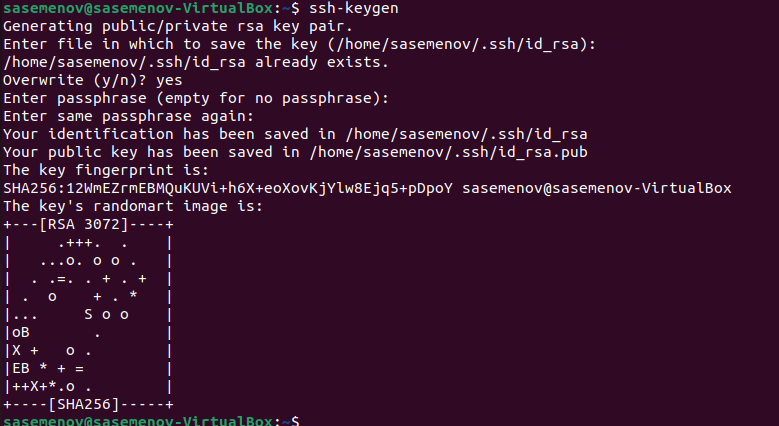 sasemenov@sasemenov-VirtualBox:~$ ssh-keygen
Generating public/private rsa key pair.
Enter file in which to save the key (/home/sasemenov/.ssh/id_rsa):
/home/sasemenov/.ssh/id_rsa already exists.
Overwrite (y/n)? yes
Enter passphrase (empty for no passphrase):
Enter same passphrase again:
Your identification has been saved in /home/sasemenov/.ssh/id_rsa
Your public key has been saved in /home/sasemenov/.ssh/id_rsa.pub
The key fingerprint is:
SHA256:12WmEZrmEBMQuKUVi+h6X+eoXovKjYlw8Ejq5+pDpoY sasemenov@sasemenov-VirtualBox
The key's randomart image is:
+---[RSA 3072]----+
|     .+++.  .    |
|   ...o. o o .   |
|  . .=. . + . +  |
| .  o    + . *   |
|...     S o o    |
|oB       .       |
|X +   o .        |
|EB * + =         |
|++X+*.o .        |
+----[SHA256]-----+
sasemenov@sasemenov-VirtualBox:~$